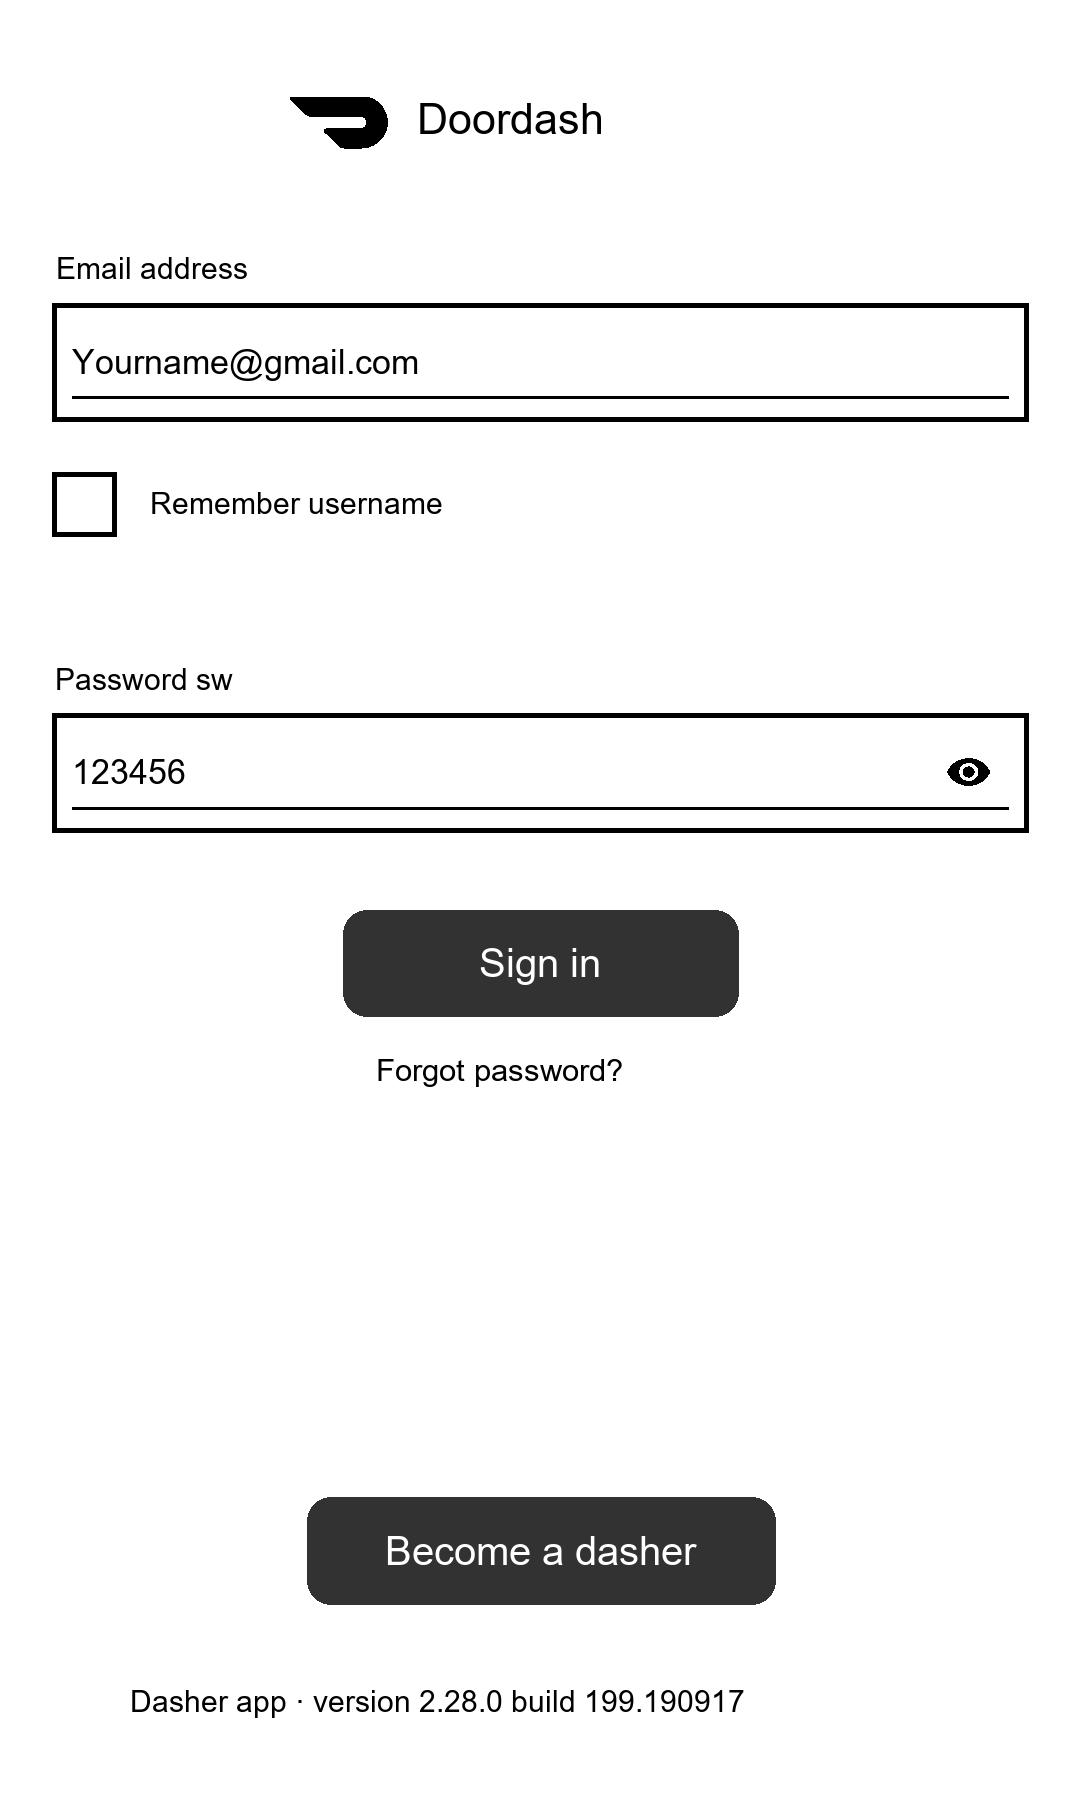 Doordash
Email address
Yourname@gmail.com
Remember username
Password sw
123456
Sign in
Forgot password?
Become a dasher
Dasher app · version 2.28.0 build 199.190917